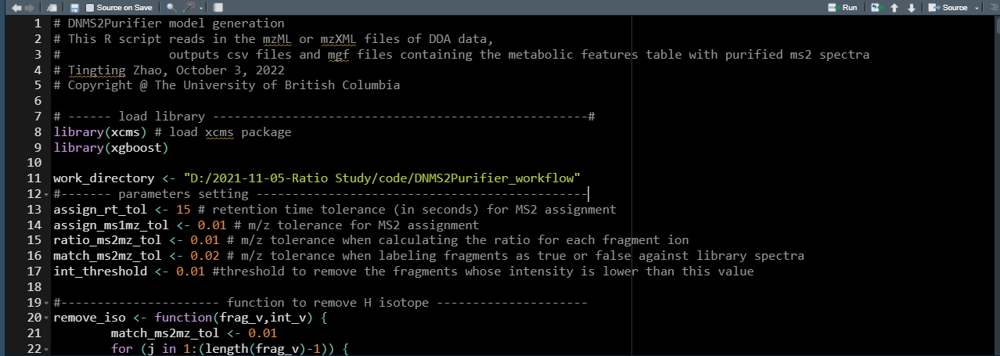 Source on Save Run Source
1 # DNMS2Purifier model generation
2 # This R script reads in the mzML or mzXML files of DDA data,
3 # outputs csv files and mgf files containing the metabolic features table with purified ms2 spectra
4 # Tingting Zhao, October 3, 2022
5 # Copyright @ The University of British Columbia
6
7 # ------ load library ----------------------------------------------------#
8 library(xcms) # load xcms package
9 library(xgboost)
10
11 work_directory <- "D:/2021-11-05-Ratio Study/code/DNMS2Purifier_workflow"
12 #------- parameters setting ----------------------------------------------
13 assign_rt_tol <- 15 # retention time tolerance (in seconds) for MS2 assignment
14 assign_ms1mz_tol <- 0.01 # m/z tolerance for MS2 assignment
15 ratio_ms2mz_tol <- 0.01 # m/z tolerance when calculating the ratio for each fragment ion
16 match_ms2mz_tol <- 0.02 # m/z tolerance when labeling fragments as true or false against library spectra
17 int_threshold <- 0.01 #threshold to remove the fragments whose intensity is lower than this value
18
19 #---------------------- function to remove H isotope ---------------------
20 remove_iso <- function(frag_v,int_v) {
21 match_ms2mz_tol <- 0.01
22 for (j in 1:(length(frag_v)-1)) {